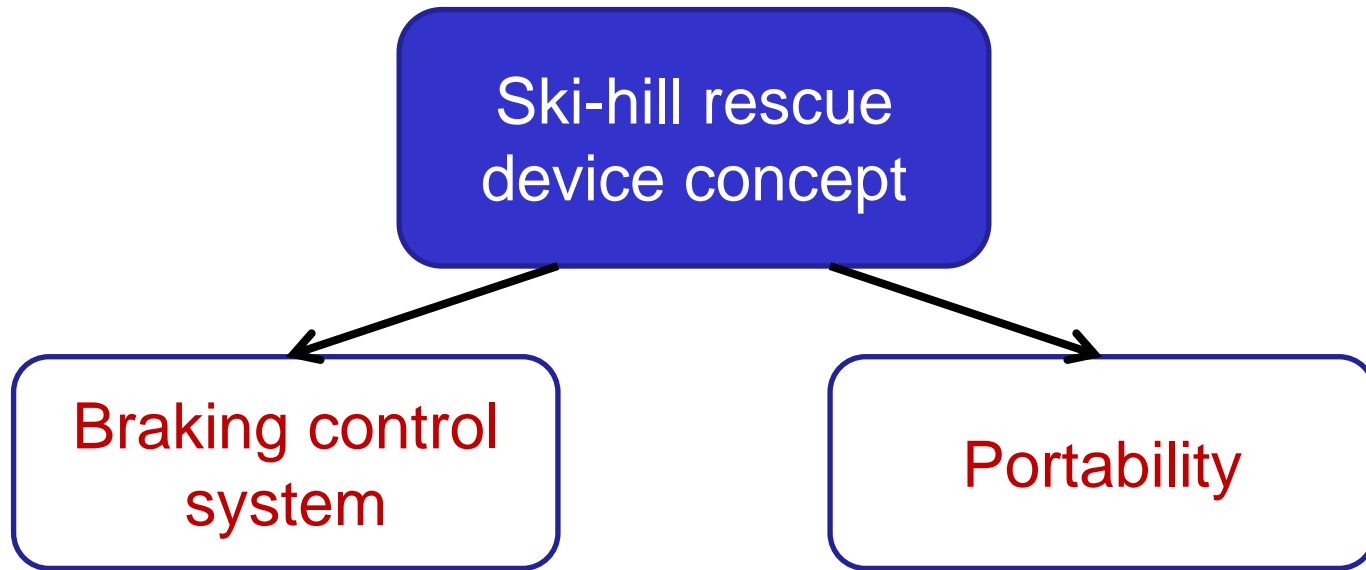 Ski-hill rescue
device concept
Braking control
system
Portability